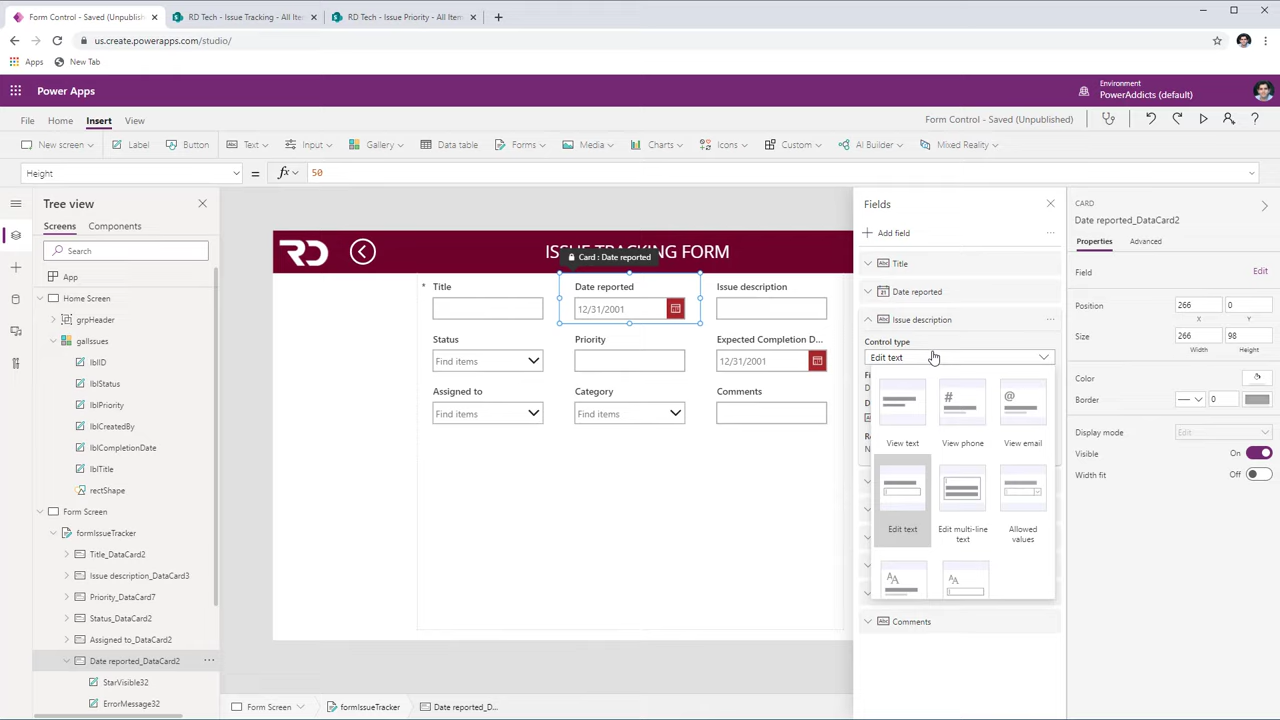 Form Control - Saved (Unpublish
RD Tech - Issue Tracking - All Ite
RD Tech - Issue Priority - All Iter
us.create.powerapps.com/studio/
Apps
New Tab
Power Apps
Environment
PowerAddicts (default)
File
Home
Insert
View
Form Control - Saved (Unpublished)
New screen
Label
Button
Text
Input
Gallery
Data table
Forms
Media
Charts
Icons
Custom
AI Builder
Mixed Reality
Height
=
fx
50
Tree view
Screens
Components
Search
App
Home Screen
grpHeader
galIssues
lblID
lblStatus
lblPriority
lblCreatedBy
lblCompletionDate
lblTitle
rectShape
Form Screen
formIssueTracker
Title_DataCard2
Issue description_DataCard3
Priority_DataCard7
Status_DataCard2
Assigned to_DataCard2
Date reported_DataCard2
StarVisible32
ErrorMessage32
RD
ISSUE TRACKING FORM
Card : Date reported
* Title
Date reported
Issue description
12/31/2001
Status
Priority
Expected Completion D...
Find items
12/31/2001
Assigned to
Category
Comments
Find items
Find items
Form Screen
formIssueTracker
Date reported_D...
Fields
Add field
Abc Title
Date reported
Abc Issue description
Control type
Edit text
View text
View phone
View email
Edit text
Edit multi-line text
Allowed values
Abc Comments
CARD
Date reported_DataCard2
Properties
Advanced
Field
Edit
Position
266
0
X
Y
Size
266
98
Width
Height
Color
Border
0
Display mode
Edit
Visible
On
Width fit
Off